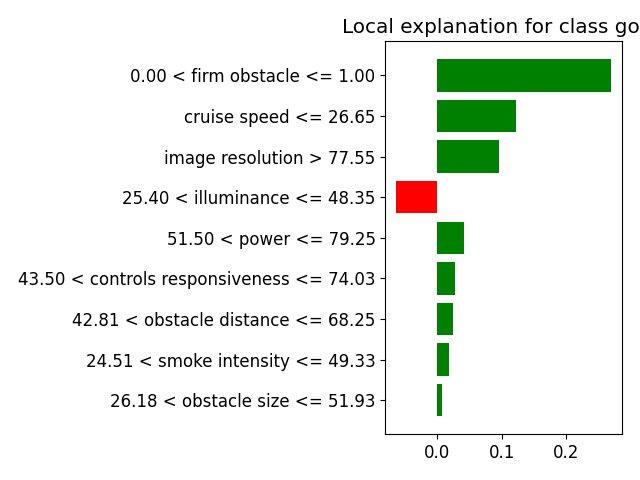 Local explanation for class go
0.00 < firm obstacle <= 1.00
cruise speed <= 26.65
image resolution > 77.55
25.40 < illuminance <= 48.35
51.50 < power <= 79.25
43.50 < controls responsiveness <= 74.03
42.81 < obstacle distance <= 68.25
24.51 < smoke intensity <= 49.33
26.18 < obstacle size <= 51.93
0.0 0.1 0.2